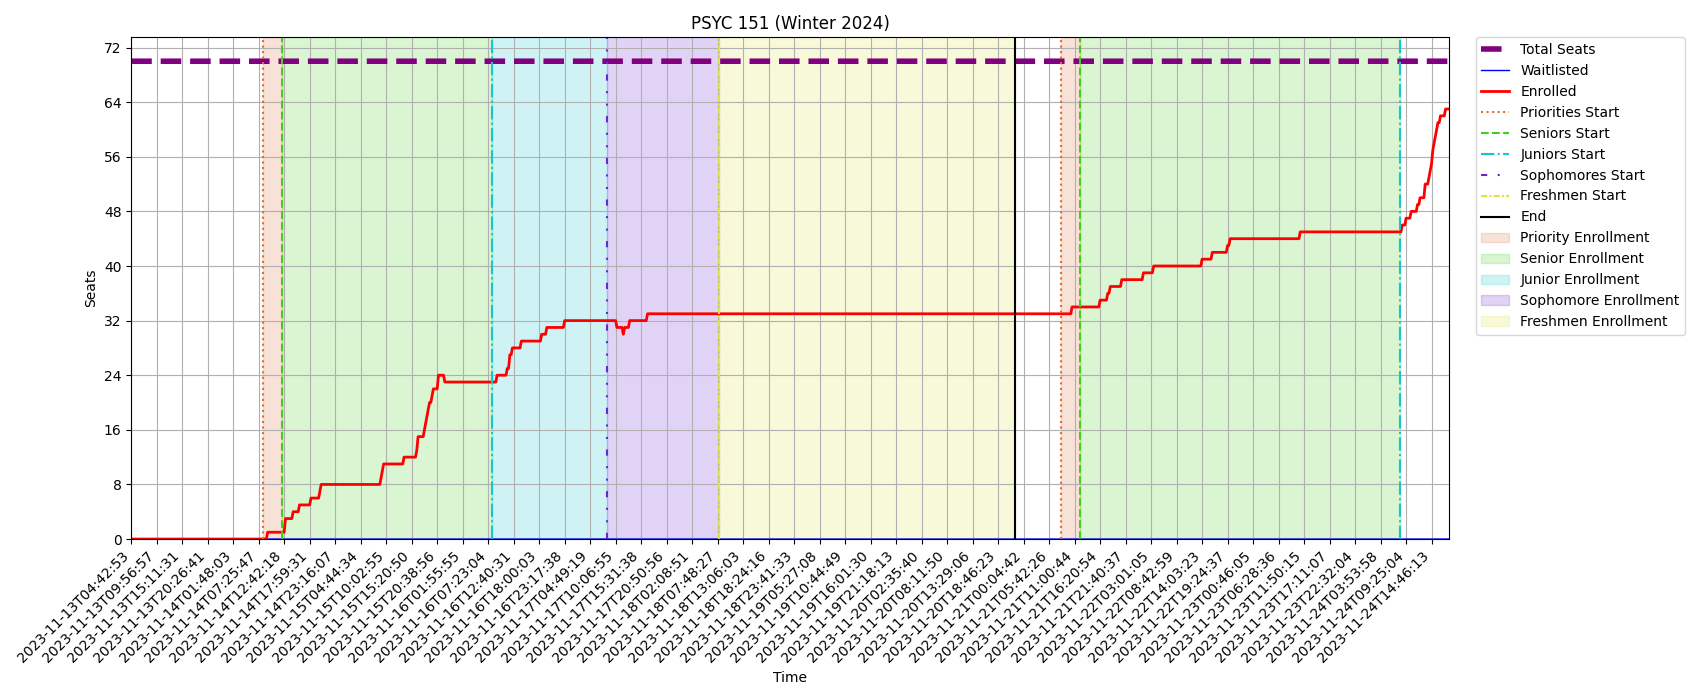 PSYC 151 (Winter 2024)
72
64
56
48
40
32
24
16
8
0
Seats
2023-11-13T04:42:53
2023-11-13T09:56:57
2023-11-13T15:11:31
2023-11-13T20:26:41
2023-11-14T01:48:03
2023-11-14T07:25:47
2023-11-14T12:42:18
2023-11-14T17:59:31
2023-11-14T23:16:07
2023-11-15T04:44:34
2023-11-15T10:02:55
2023-11-15T15:20:50
2023-11-15T20:38:56
2023-11-16T01:55:55
2023-11-16T07:23:04
2023-11-16T12:40:31
2023-11-16T18:00:03
2023-11-16T23:17:38
2023-11-17T04:49:19
2023-11-17T10:06:55
2023-11-17T15:31:38
2023-11-17T20:50:56
2023-11-18T02:08:51
2023-11-18T07:48:27
2023-11-18T13:06:03
2023-11-18T18:24:16
2023-11-18T23:41:33
2023-11-19T05:27:08
2023-11-19T10:44:49
2023-11-19T16:01:30
2023-11-19T21:18:13
2023-11-20T02:35:40
2023-11-20T08:11:50
2023-11-20T13:29:06
2023-11-20T18:46:23
2023-11-21T00:04:42
2023-11-21T05:42:26
2023-11-21T11:00:44
2023-11-21T16:20:54
2023-11-21T21:40:37
2023-11-22T03:01:05
2023-11-22T08:42:59
2023-11-22T14:03:23
2023-11-22T19:24:37
2023-11-23T00:46:05
2023-11-23T06:28:36
2023-11-23T11:50:15
2023-11-23T17:11:07
2023-11-23T22:32:04
2023-11-24T03:53:58
2023-11-24T09:25:04
2023-11-24T14:46:13
Time
Total Seats
Waitlisted
Enrolled
Priorities Start
Seniors Start
Juniors Start
Sophomores Start
Freshmen Start
End
Priority Enrollment
Senior Enrollment
Junior Enrollment
Sophomore Enrollment
Freshmen Enrollment